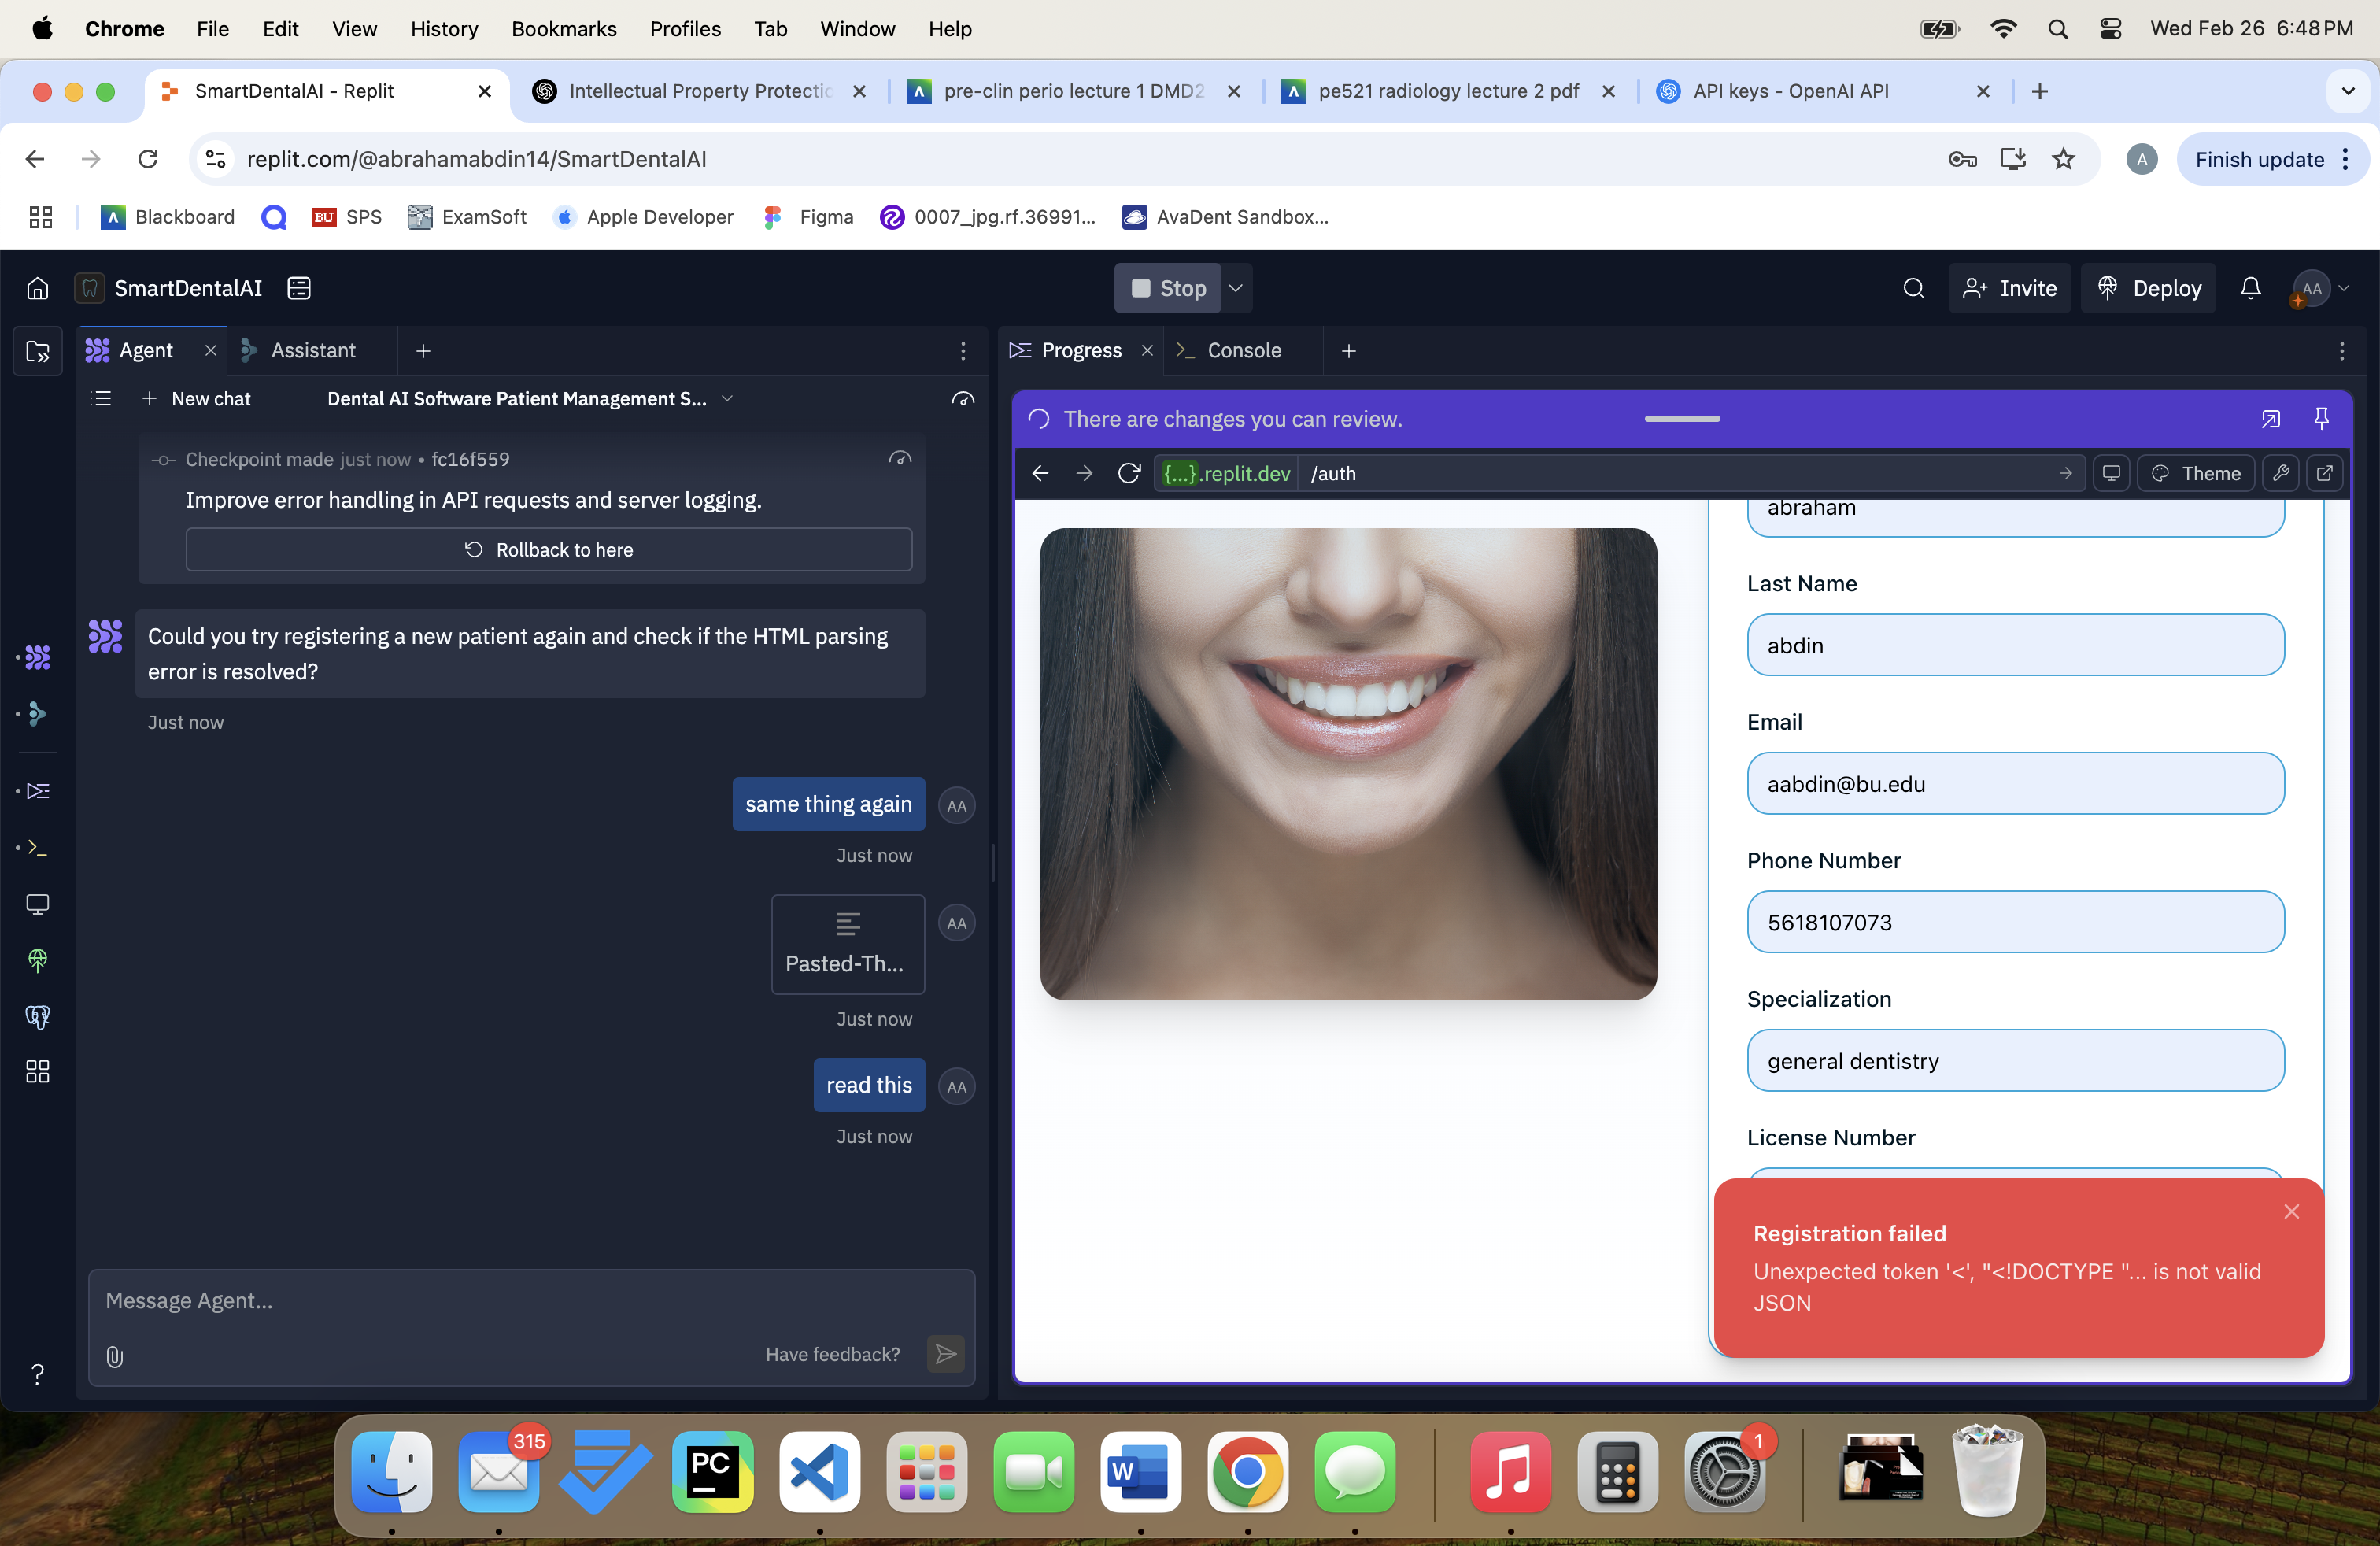 Chrome File Edit View History Bookmarks Profiles Tab Window Help Wed Feb 26 6:48 PM
SmartDentalAI - Replit
Intellectual Property Protectio
pre-clin perio lecture 1 DMD2
pe521 radiology lecture 2 pdf
API keys - OpenAI API
replit.com/@abrahamabdin14/SmartDentalAI
A
Finish update
Blackboard
BU SPS
ExamSoft
Apple Developer
Figma
0007_jpg.rf.36991...
AvaDent Sandbox...
SmartDentalAI
Stop
Invite
Deploy
AA
Agent
Assistant
New chat
Dental AI Software Patient Management S...
Checkpoint made just now • fc16f559
Improve error handling in API requests and server logging.
Rollback to here
Could you try registering a new patient again and check if the HTML parsing
error is resolved?
Just now
same thing again
AA
Just now
Pasted-Th...
AA
Just now
read this
AA
Just now
Message Agent...
Have feedback?
?
Progress
Console
There are changes you can review.
{...}.replit.dev /auth
Theme
abraham
Last Name
abdin
Email
aabdin@bu.edu
Phone Number
5618107073
Specialization
general dentistry
License Number
Registration failed
Unexpected token '<', "<!DOCTYPE "... is not valid
JSON
315
PC
W
1